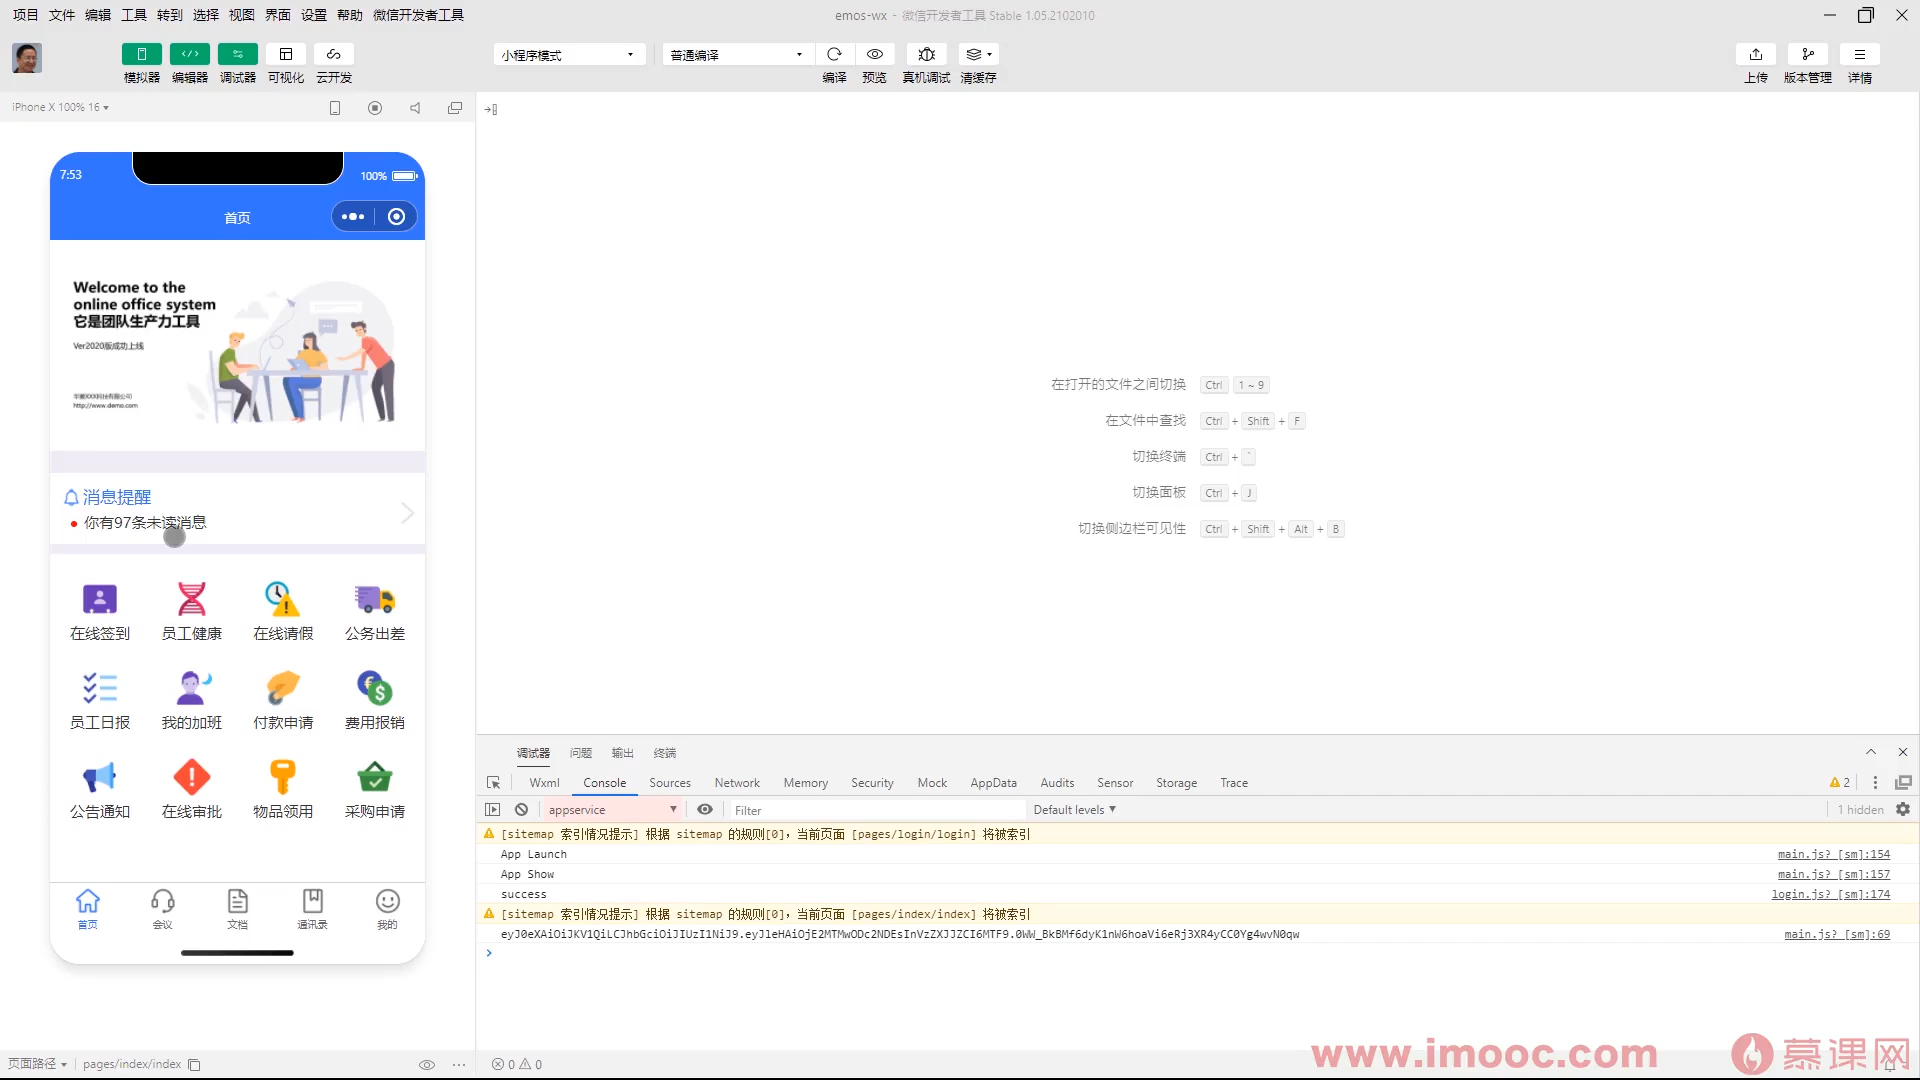 项目 文件 编辑 工具 转到 选择 视图 界面 设置 帮助 微信开发者工具
emos-wx - 微信开发者工具 Stable 1.05.2102010
模拟器 编辑器 调试器 可视化 云开发
小程序模式
普通编译
编译 预览 真机调试 清缓存
上传 版本管理 详情
iPhone X 100% 16
7:53
100%
首页
Welcome to the
online office system
它是团队生产力工具
Ver2020版成功上线
华夏XXX科技有限公司
http://www.demo.com
消息提醒
你有97条未读消息
在线签到 员工健康 在线请假 公务出差
员工日报 我的加班 付款申请 费用报销
公告通知 在线审批 物品领用 采购申请
首页 会议 文档 通讯录 我的
页面路径 pages/index/index
在打开的文件之间切换 Ctrl 1 ~ 9
在文件中查找 Ctrl + Shift + F
切换终端 Ctrl + `
切换面板 Ctrl + J
切换侧边栏可见性 Ctrl + Shift + Alt + B
调试器 问题 输出 终端
Wxml Console Sources Network Memory Security Mock AppData Audits Sensor Storage Trace
2
appservice
Filter
Default levels
1 hidden
[sitemap 索引情况提示] 根据 sitemap 的规则[0]，当前页面 [pages/login/login] 将被索引
App Launch main.js? [sm]:154
App Show main.js? [sm]:157
success login.js? [sm]:174
[sitemap 索引情况提示] 根据 sitemap 的规则[0]，当前页面 [pages/index/index] 将被索引
eyJ0eXAiOiJKV1QiLCJhbGciOiJIUzI1NiJ9.eyJleHAiOjE2MTMwODc2NDEsInVzZXJJZCI6MTF9.0WW_BkBMf6dyK1nW6hoaVi6eRj3XR4yCC0Yg4wvN0qw main.js? [sm]:69
0 0
www.imooc.com
慕课网